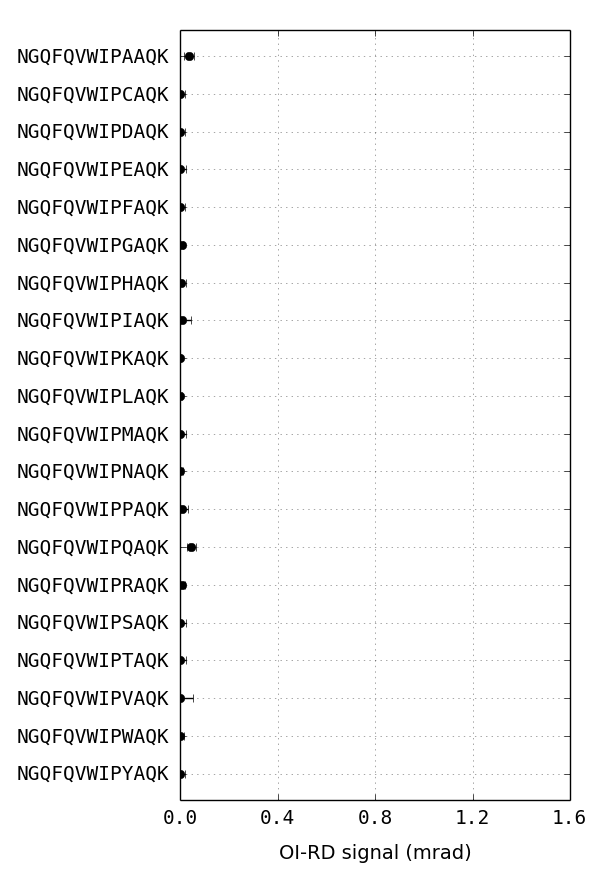 NGQFQVWIPAAQK
NGQFQVWIPCAQK
NGQFQVWIPDAQK
NGQFQVWIPEAQK
NGQFQVWIPFAQK
NGQFQVWIPGAQK
NGQFQVWIPHAQK
NGQFQVWIPIAQK
NGQFQVWIPKAQK
NGQFQVWIPLAQK
NGQFQVWIPMAQK
NGQFQVWIPNAQK
NGQFQVWIPPAQK
NGQFQVWIPQAQK
NGQFQVWIPRAQK
NGQFQVWIPSAQK
NGQFQVWIPTAQK
NGQFQVWIPVAQK
NGQFQVWIPWAQK
NGQFQVWIPYAQK
0.0 0.4 0.8 1.2 1.6
OI-RD signal (mrad)